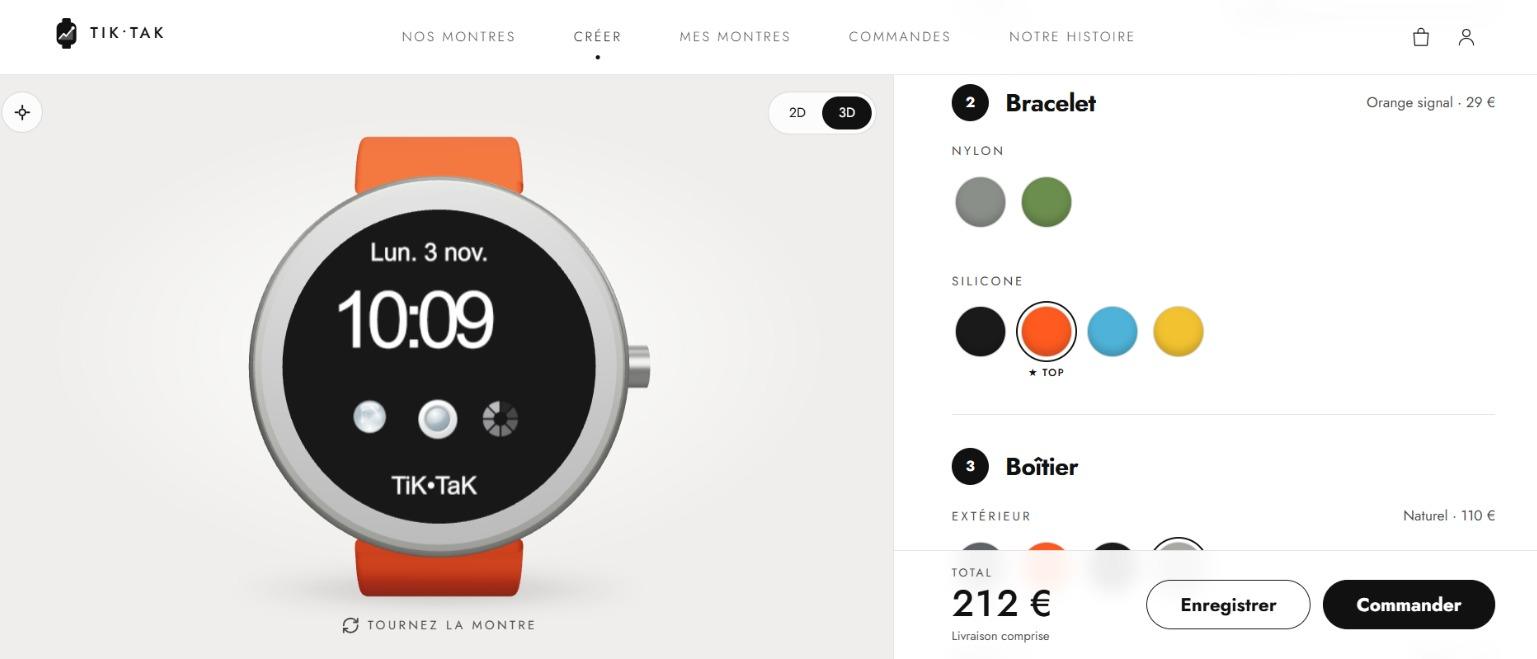 TIK·TAK
NOS MONTRES
CRÉER
MES MONTRES
COMMANDES
NOTRE HISTOIRE
2D
3D
Lun. 3 nov.
10:09
TiK•TaK
TOURNEZ LA MONTRE
2 Bracelet
Orange signal · 29 €
NYLON
SILICONE
★ TOP
3 Boîtier
EXTÉRIEUR
Naturel · 110 €
TOTAL
212 €
Livraison comprise
Enregistrer
Commander